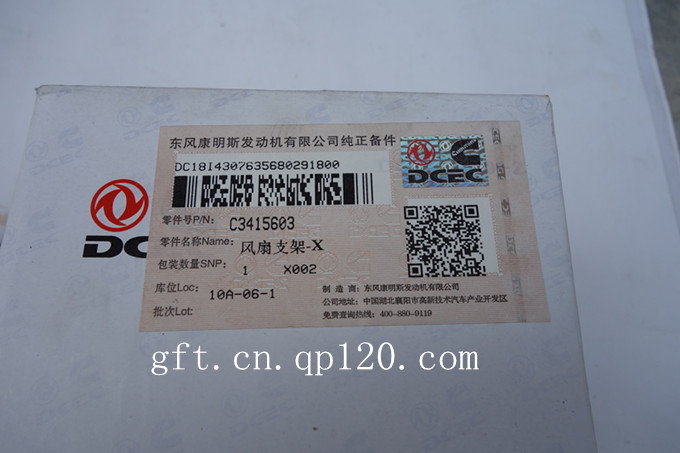 东风康明斯发动机有限公司纯正备件
DC18I4307635680291800
DCEC
零件号P/N: C3415603
零件名称Name: 风扇支架-X
包装数量SNP: 1 X002
库位Loc: 10A-06-1
批次Lot:
制 造 商: 东风康明斯发动机有限公司
公司地址: 中国湖北襄阳市高新技术汽车产业开发区
免费查询热线: 400-880-9119
DCEC
gft.cn.qp120.com